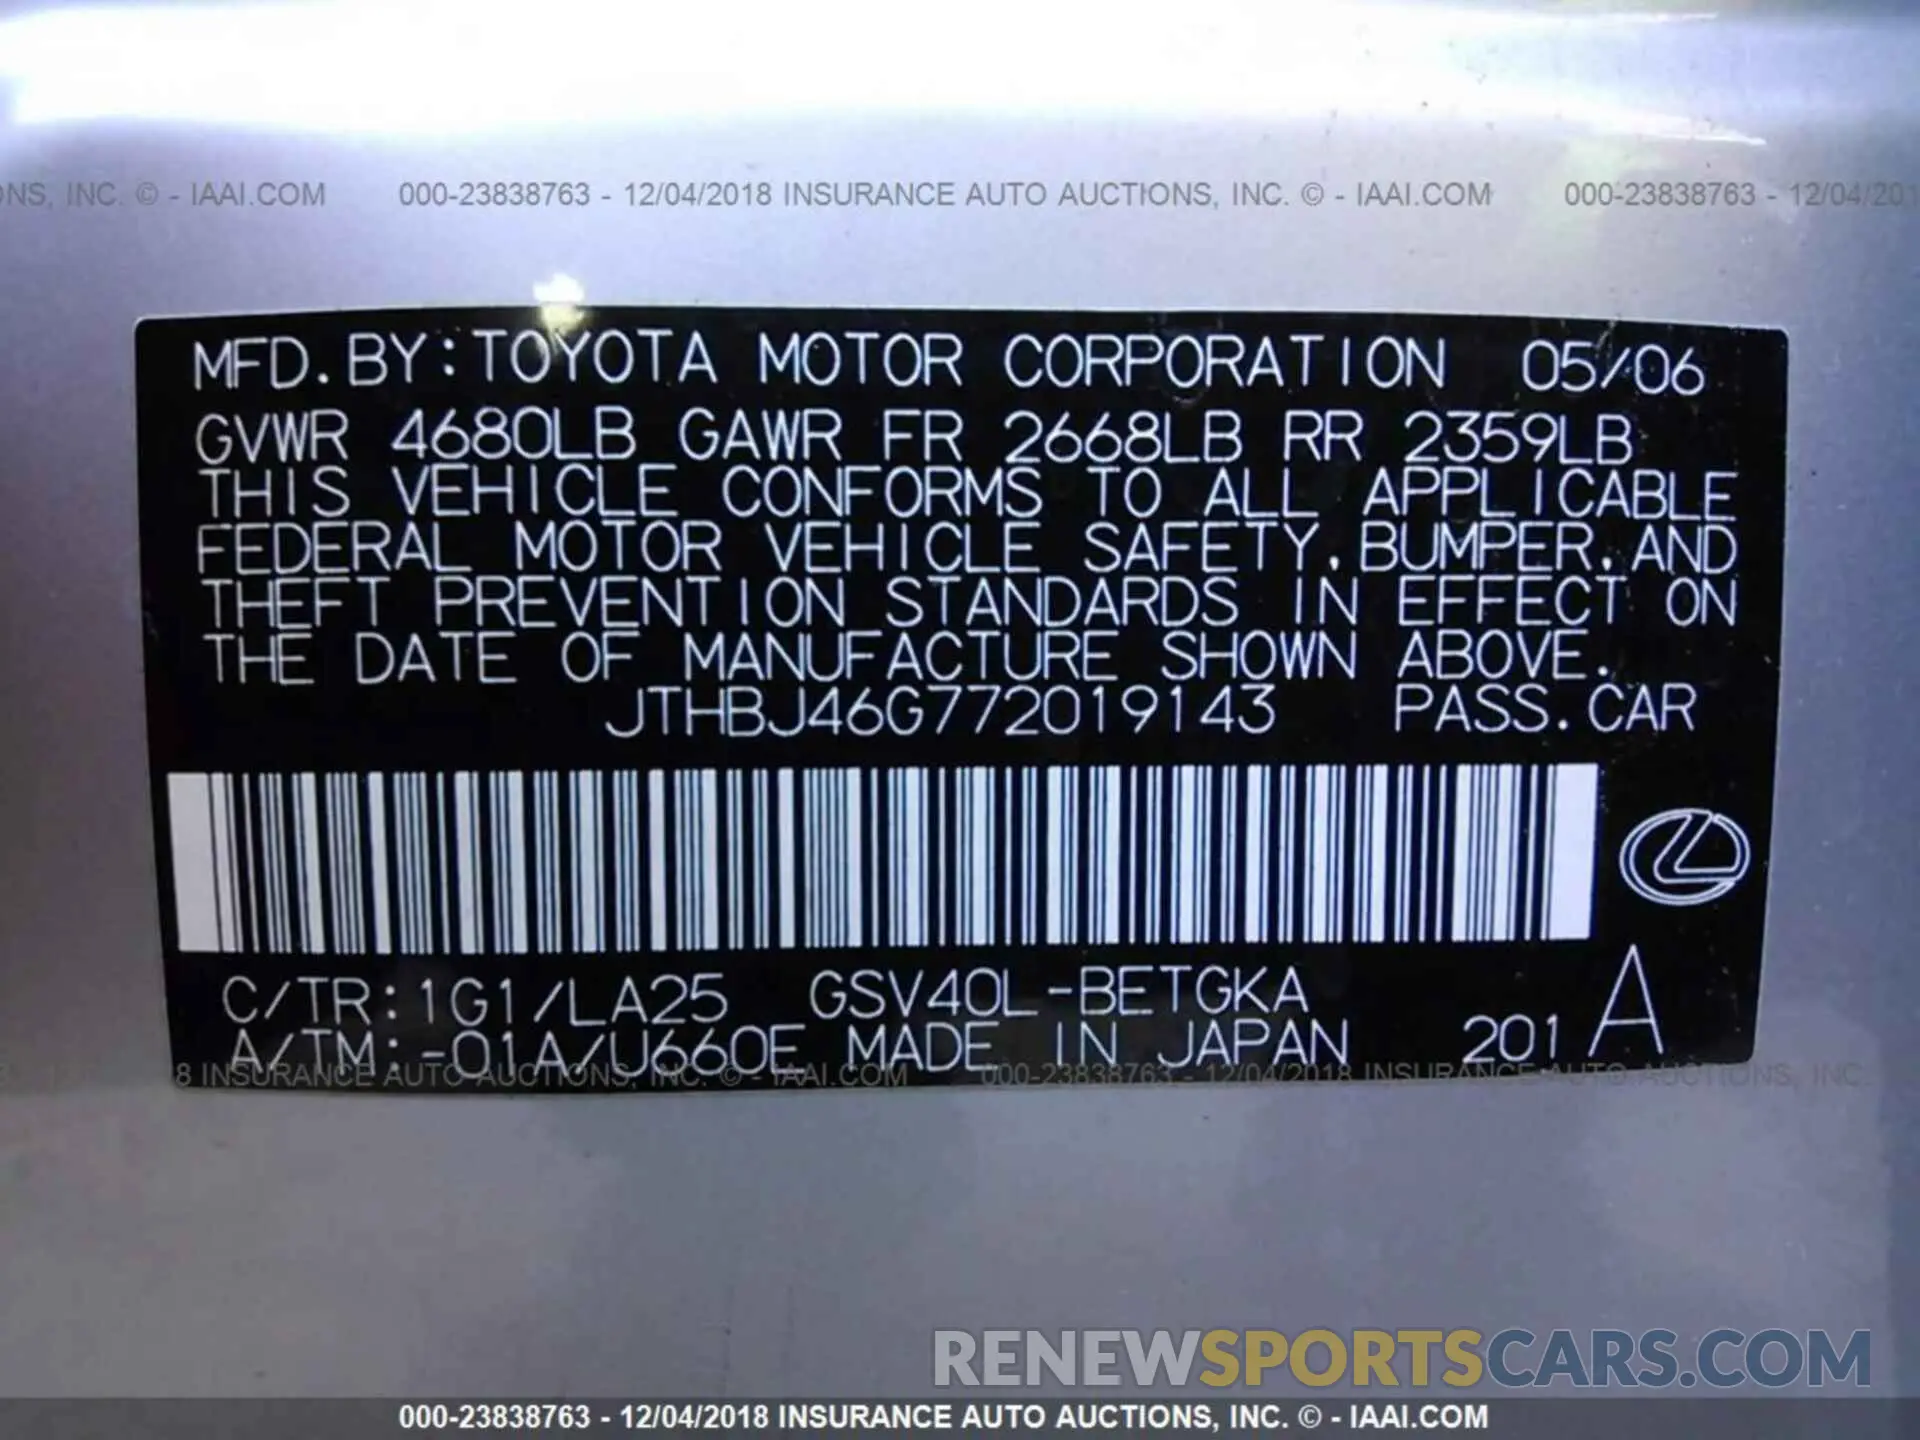 ONS, INC. © - IAAI.COM 000-23838763 - 12/04/2018 INSURANCE AUTO AUCTIONS, INC. © - IAAI.COM 000-23838763 - 12/04/201
MFD. BY: TOYOTA MOTOR CORPORATION 05/06
GVWR 4680LB GAWR FR 2668LB RR 2359LB
THIS VEHICLE CONFORMS TO ALL APPLICABLE
FEDERAL MOTOR VEHICLE SAFETY, BUMPER, AND
THEFT PREVENTION STANDARDS IN EFFECT ON
THE DATE OF MANUFACTURE SHOWN ABOVE.
JTHBJ46G772019143 PASS. CAR
C/TR: 1G1/LA25 GSV40L-BETGKA
A/TM: -01A/U660E MADE IN JAPAN 201 A
8 INSURANCE AUTO AUCTIONS, INC. © - IAAI.COM 000-23838763 - 12/04/2018 INSURANCE AUTO AUCTIONS, INC.
RENEWSPORTSCARS.COM
000-23838763 - 12/04/2018 INSURANCE AUTO AUCTIONS, INC. © - IAAI.COM